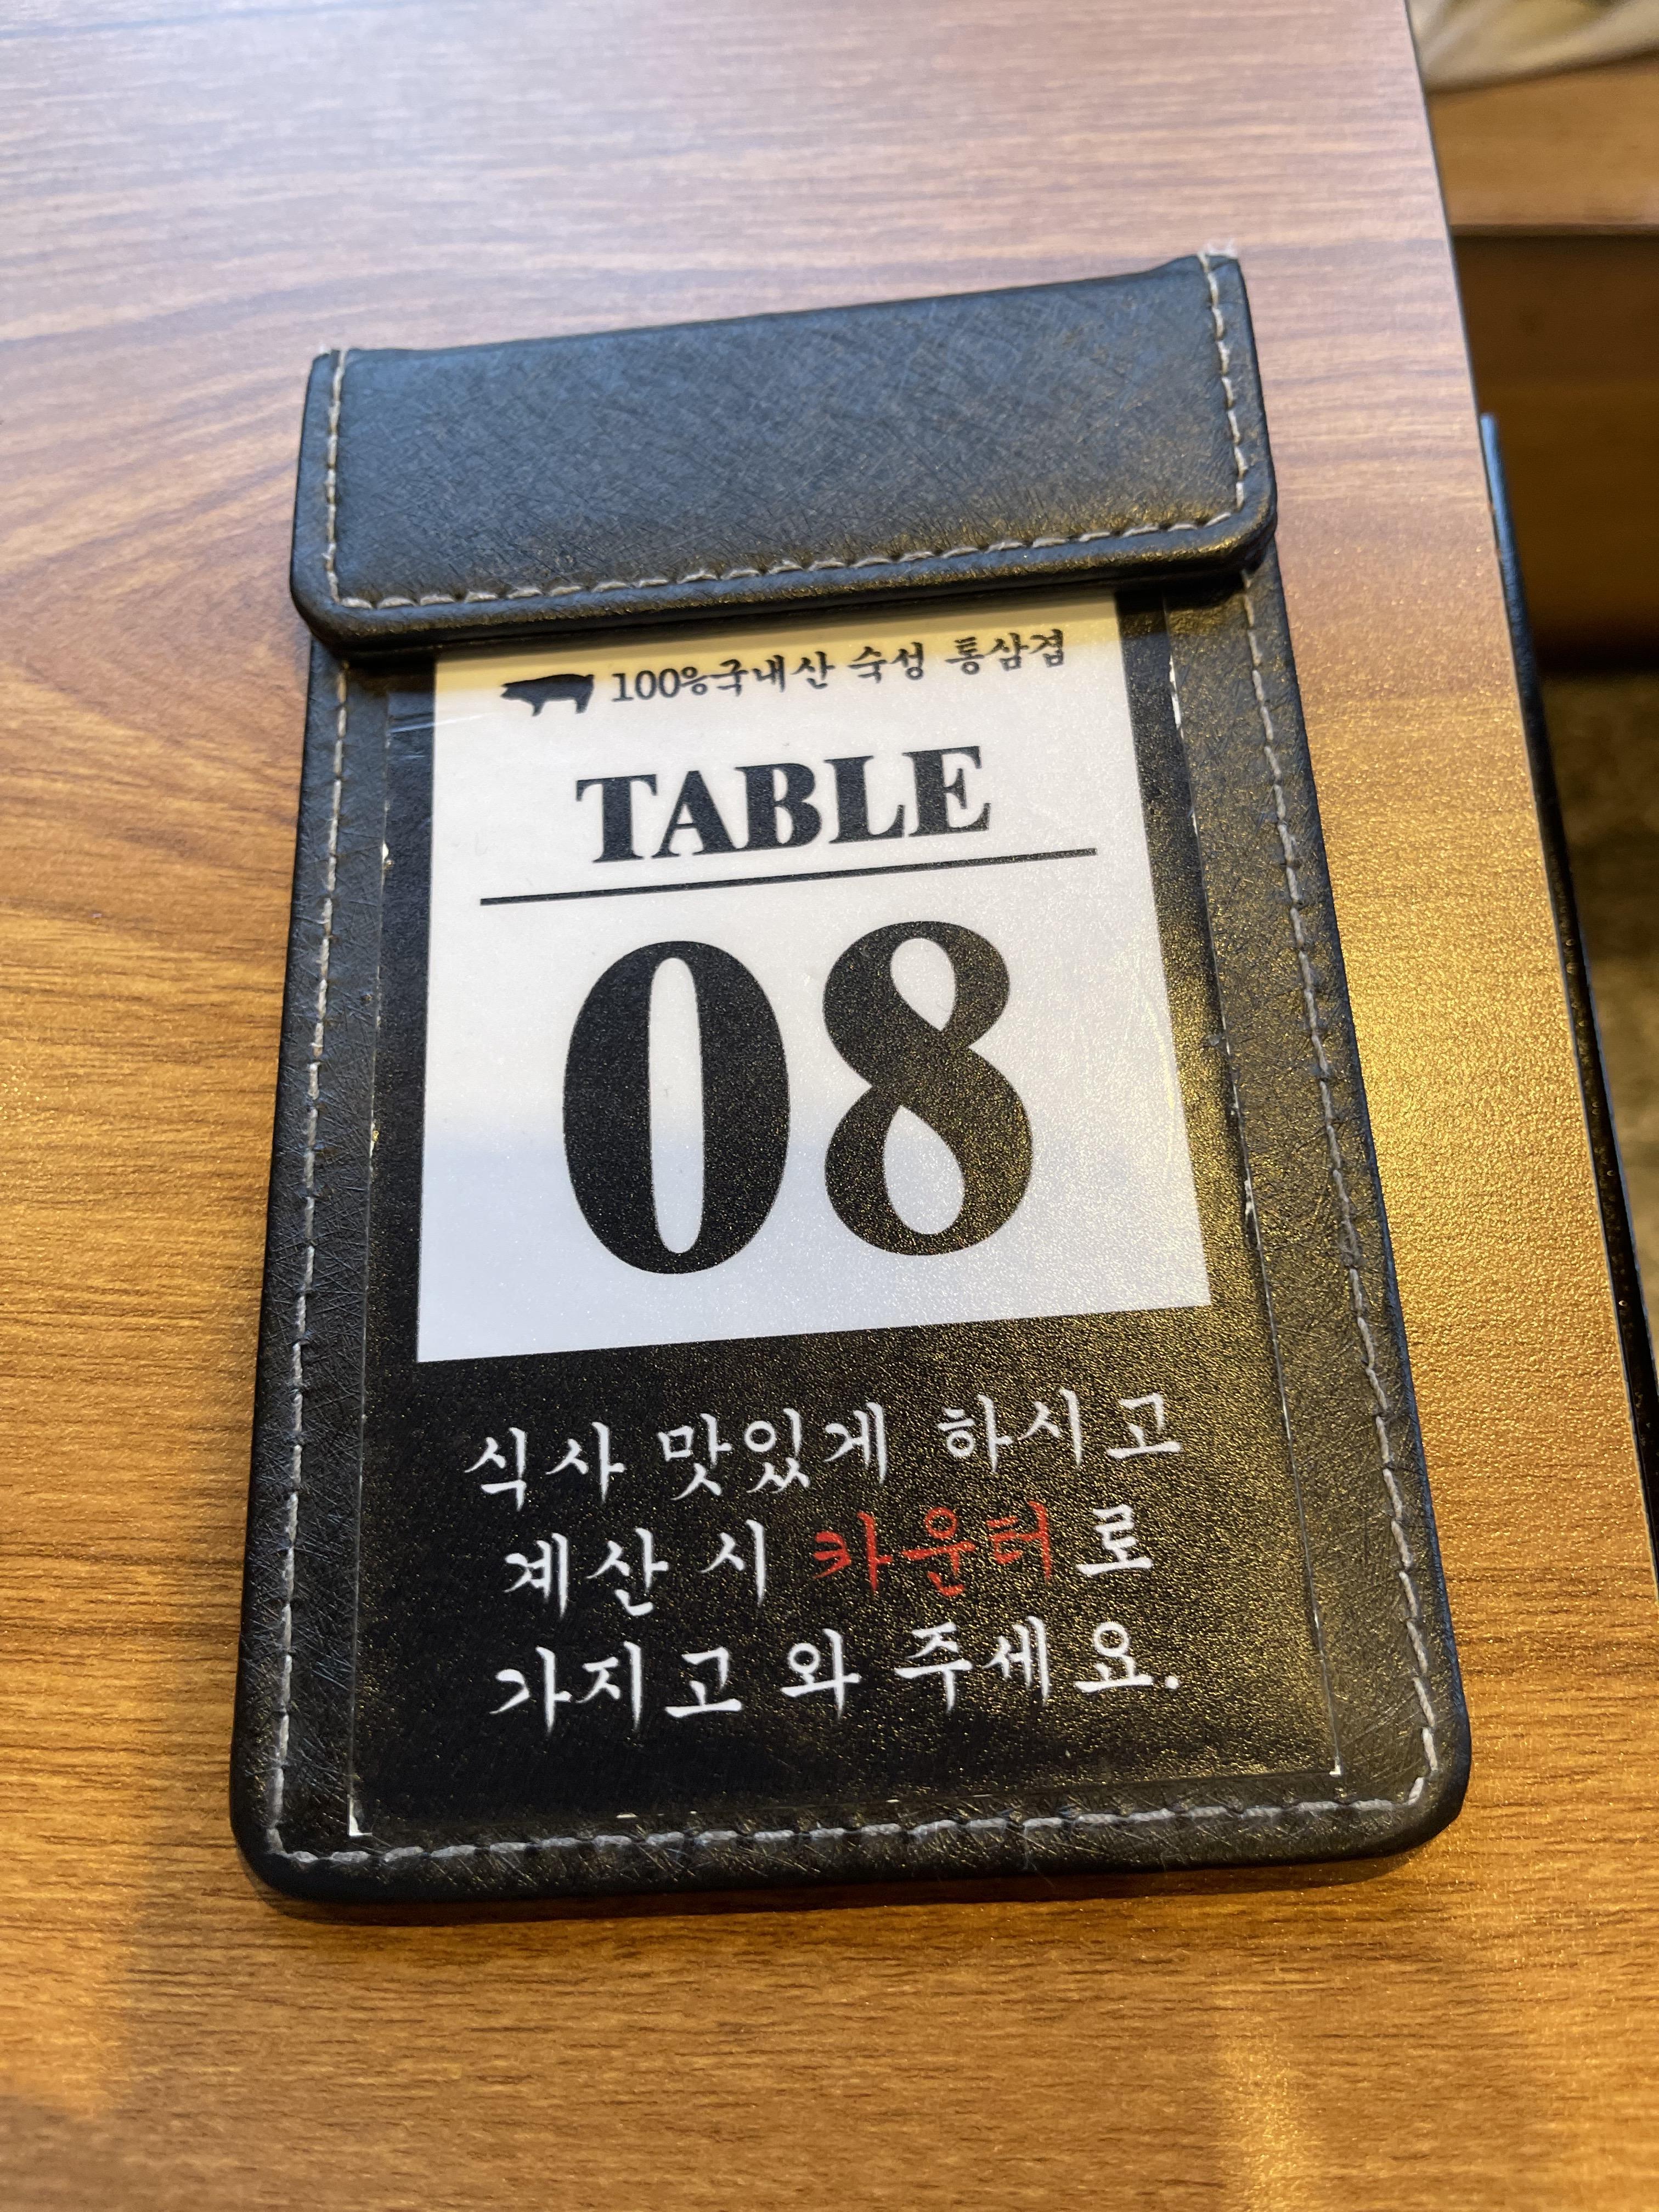 100%국내산 숙성 통삼겹
TABLE
08
식사 맛있게 하시고
계산 시 카운터로
가지고 와 주세요.